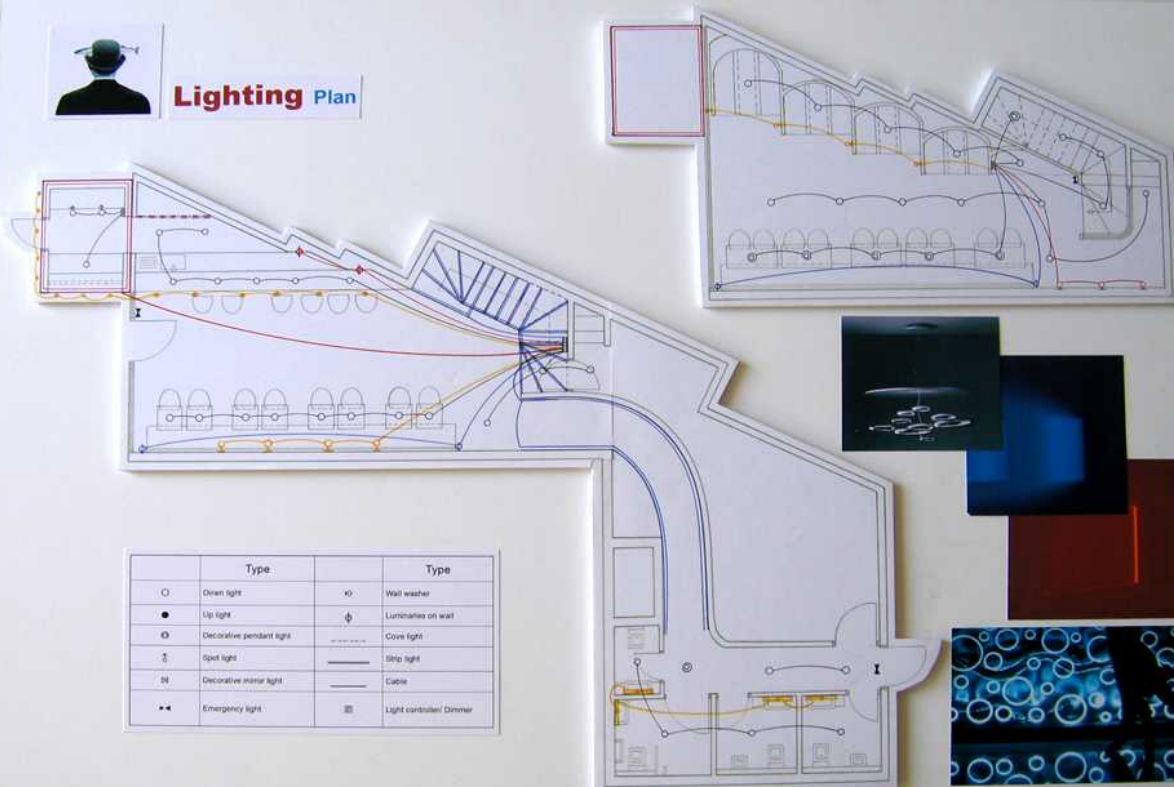 Lighting Plan
Type Type
Down light Wall washer
Up light Luminaries on wall
Decorative pendant light Cove light
Spot light Strip light
Decorative mirror light Cable
Emergency light Light controller/ Dimmer